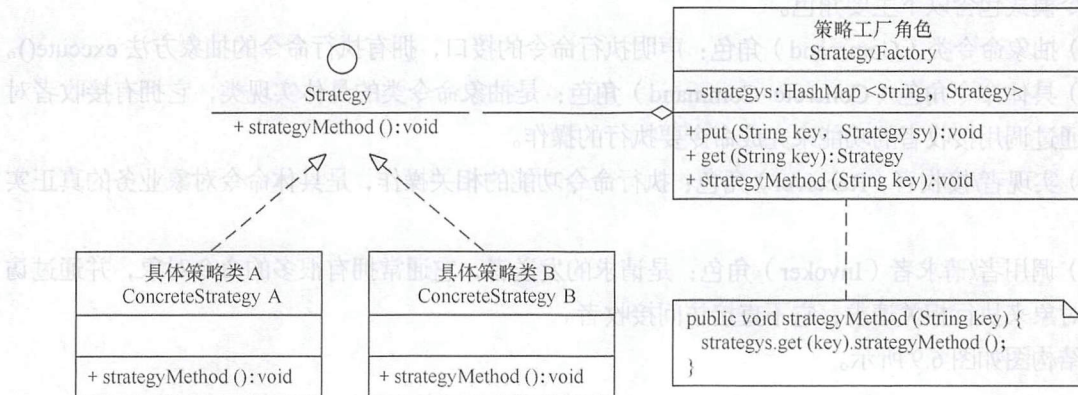 Strategy
+ strategyMethod ():void
具体策略类 A
ConcreteStrategy A
+ strategyMethod ():void
具体策略类 B
ConcreteStrategy B
+ strategyMethod ():void
策略工厂角色
StrategyFactory
- strategys:HashMap <String, Strategy>
+ put (String key, Strategy sy):void
+ get (String key):Strategy
+ strategyMethod (String key):void
public void strategyMethod (String key) {
strategys.get (key).strategyMethod ();
}